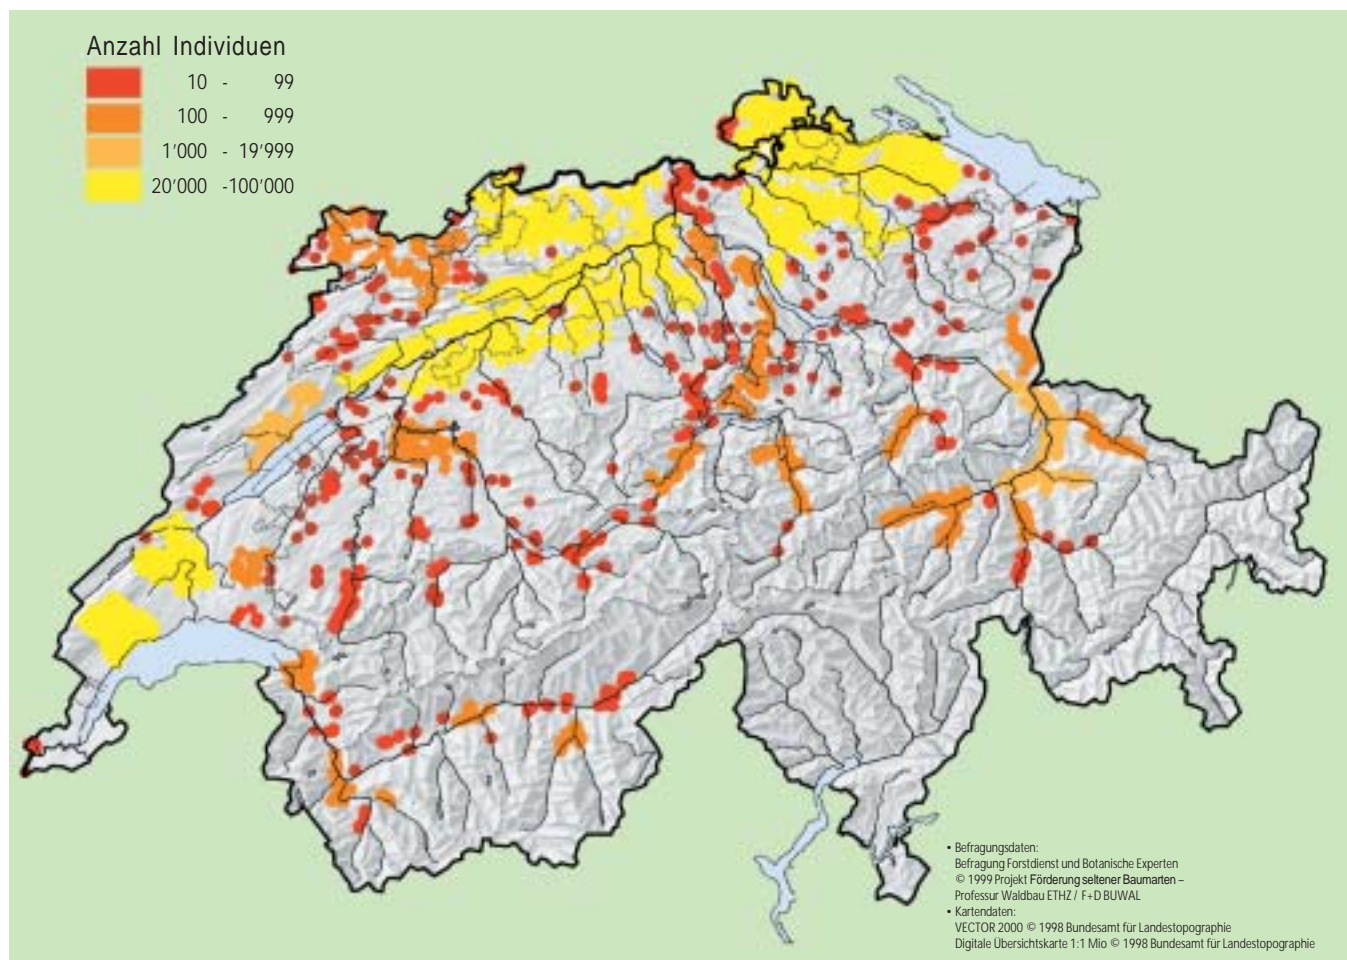 Anzahl Individuen
10 - 99
100 - 999
1'000 - 19'999
20'000 -100'000
• Befragungsdaten:
Befragung Forstdienst und Botanische Experten
© 1999 Projekt Förderung seltener Baumarten –
Professur Waldbau ETHZ / F+D BUWAL
• Kartendaten:
VECTOR 2000 © 1998 Bundesamt für Landestopographie
Digitale Übersichtskarte 1:1 Mio © 1998 Bundesamt für Landestopographie